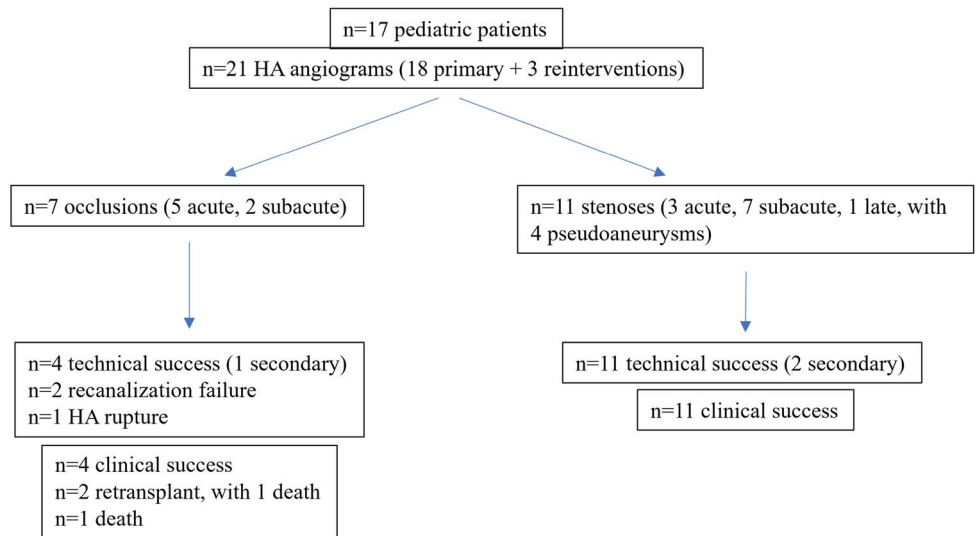 n=17 pediatric patients
n=21 HA angiograms (18 primary + 3 reinterventions)
n=7 occlusions (5 acute, 2 subacute)
n=11 stenoses (3 acute, 7 subacute, 1 late, with
4 pseudoaneurysms)
n=4 technical success (1 secondary)
n=2 recanalization failure
n=1 HA rupture
n=11 technical success (2 secondary)
n=11 clinical success
n=4 clinical success
n=2 retransplant, with 1 death
n=1 death